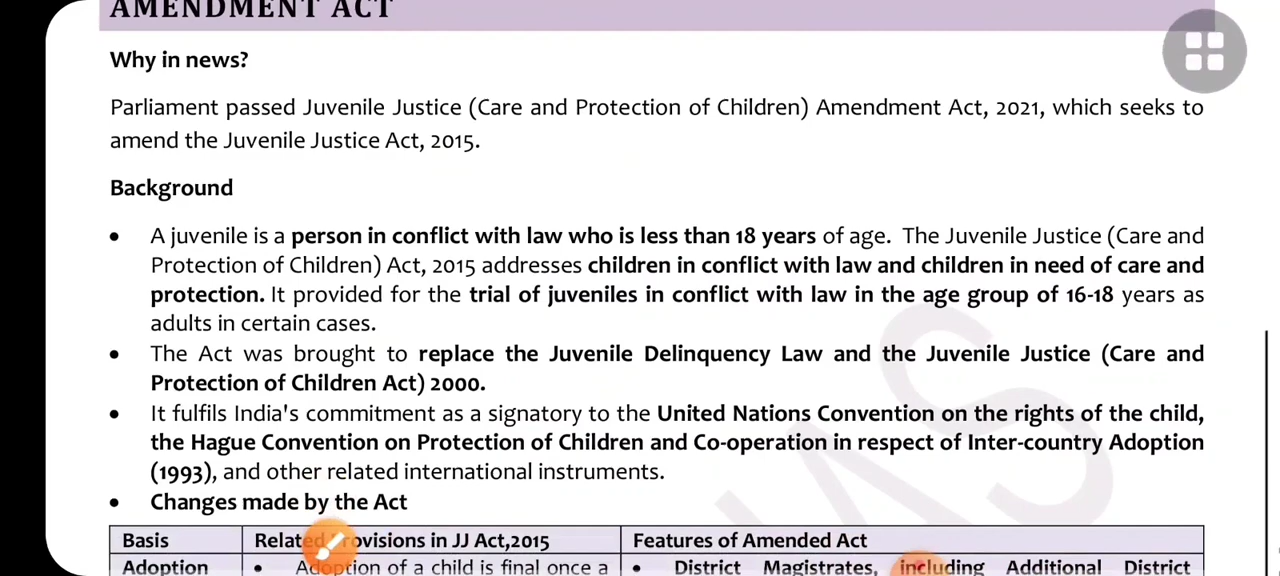 AMENDMENT ACT
Why in news?
Parliament passed Juvenile Justice (Care and Protection of Children) Amendment Act, 2021, which seeks to
amend the Juvenile Justice Act, 2015.
Background
• A juvenile is a person in conflict with law who is less than 18 years of age. The Juvenile Justice (Care and
Protection of Children) Act, 2015 addresses children in conflict with law and children in need of care and
protection. It provided for the trial of juveniles in conflict with law in the age group of 16-18 years as
adults in certain cases.
• The Act was brought to replace the Juvenile Delinquency Law and the Juvenile Justice (Care and
Protection of Children Act) 2000.
• It fulfils India's commitment as a signatory to the United Nations Convention on the rights of the child,
the Hague Convention on Protection of Children and Co-operation in respect of Inter-country Adoption
(1993), and other related international instruments.
• Changes made by the Act
Basis Related Provisions in JJ Act,2015 Features of Amended Act
Adoption • Adoption of a child is final once a • District Magistrates, including Additional District
IAS